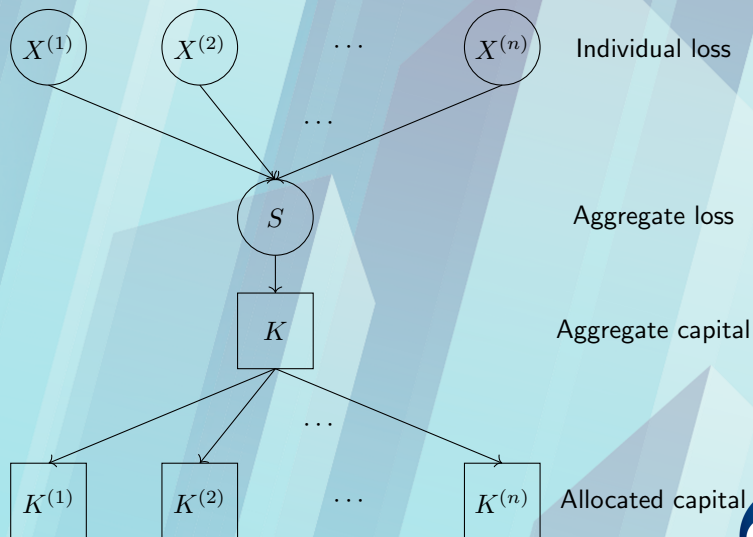 X^{(1)} X^{(2)} ... X^{(n)} Individual loss
...
S Aggregate loss
K Aggregate capital
...
K^{(1)} K^{(2)} ... K^{(n)} Allocated capital